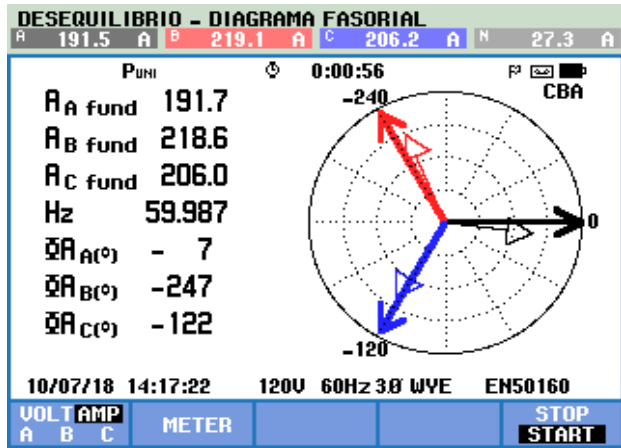 DESEQUILIBRIO - DIAGRAMA FASORIAL
A 191.5 A B 219.1 A C 206.2 A N 27.3 A
PUNI 0:00:56
CBA
A A fund 191.7
A B fund 218.6
A C fund 206.0
Hz 59.987
ΦA A(°) - 7
ΦA B(°) -247
ΦA C(°) -122
-240
0
-120
10/07/18 14:17:22 120V 60Hz 3Ø WYE EN50160
VOLT AMP
A B C
METER
STOP
START